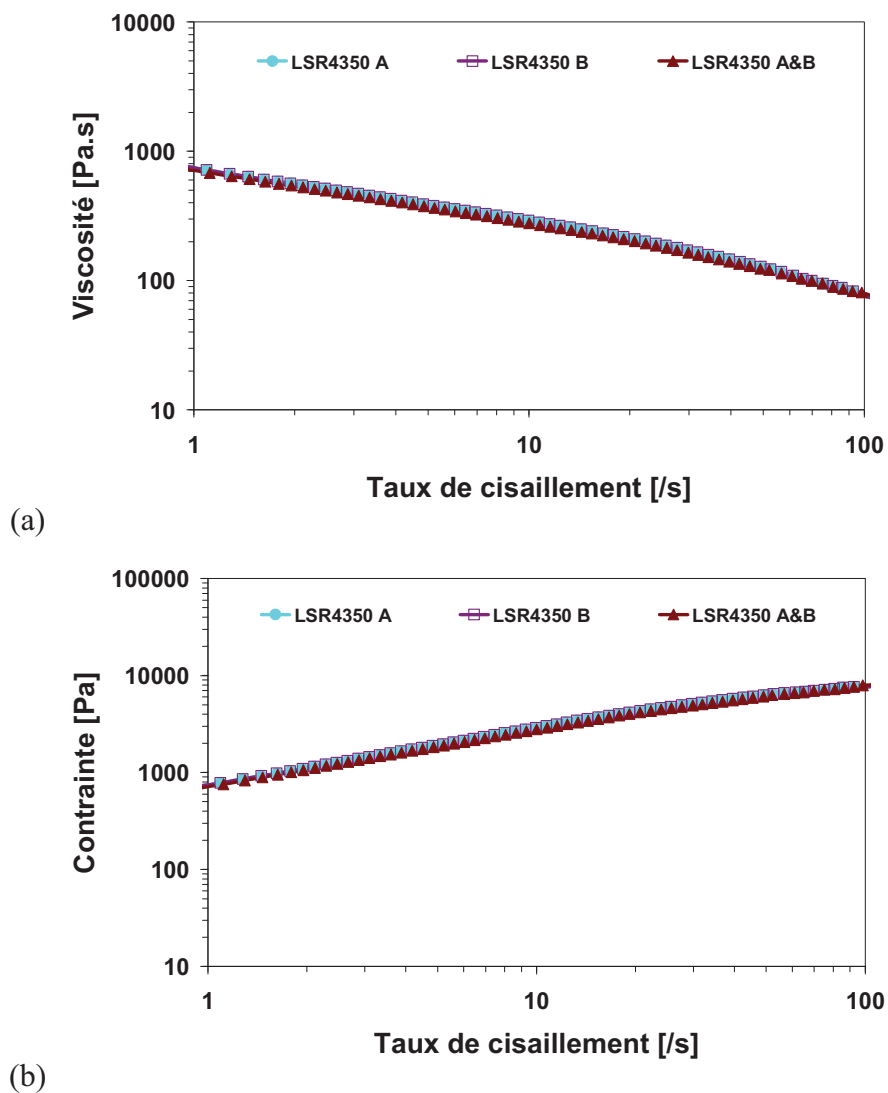 10000
LSR4350 A LSR4350 B LSR4350 A&B
1000
Viscosité [Pa.s]
100
10
1 10 100
Taux de cisaillement [/s]
(a)
100000
LSR4350 A LSR4350 B LSR4350 A&B
10000
Contrainte [Pa]
1000
100
10
1 10 100
Taux de cisaillement [/s]
(b)